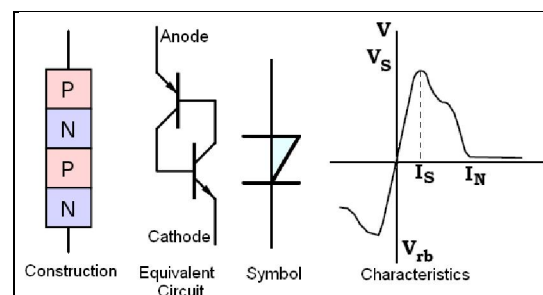 P
N
P
N
Construction
Anode
Cathode
Equivalent
Circuit
Symbol
V
V_S
I_S
I_N
V_rb
Characteristics